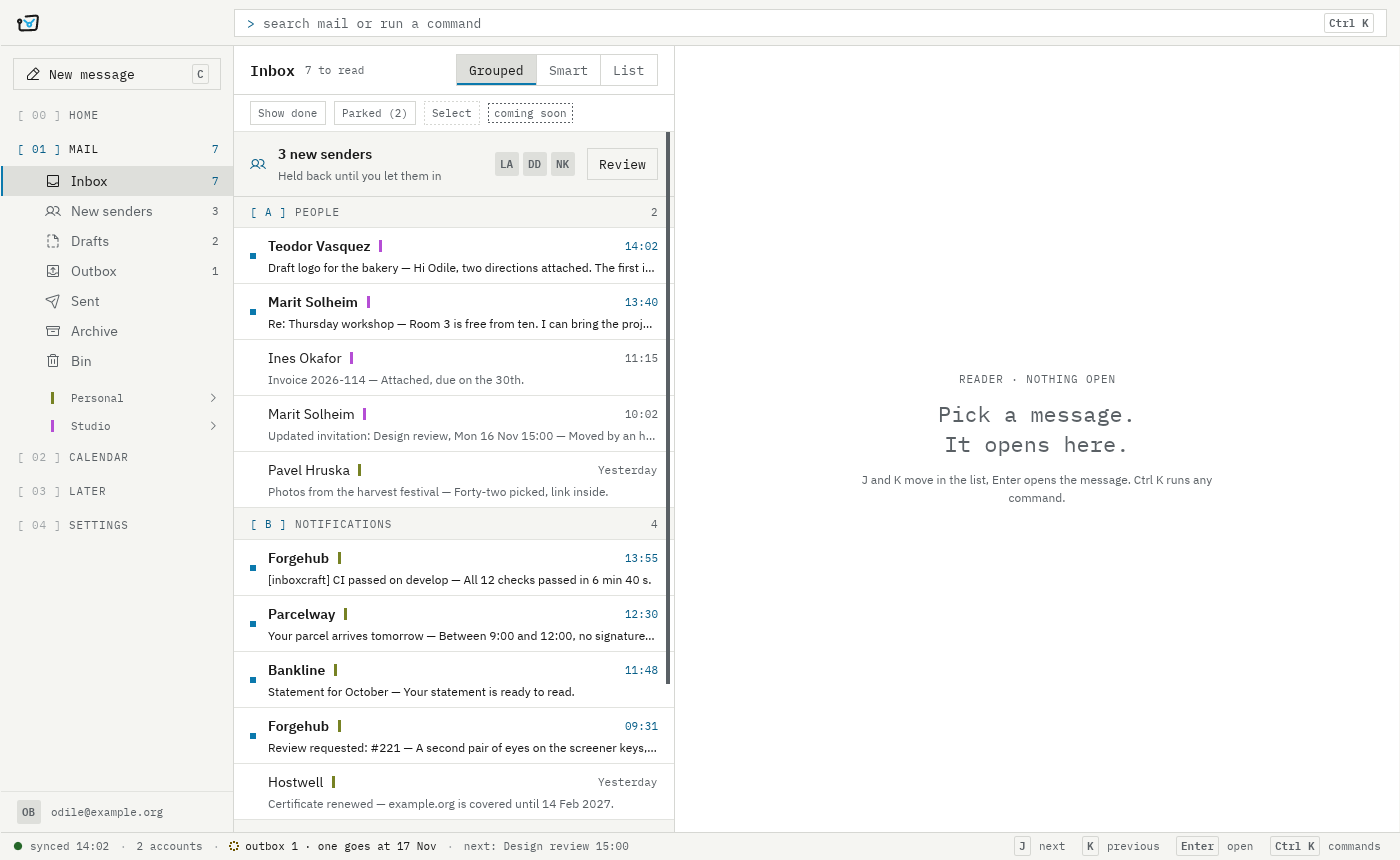 > search mail or run a command Ctrl K
New message C
[ 00 ] HOME
[ 01 ] MAIL 7
Inbox 7
New senders 3
Drafts 2
Outbox 1
Sent
Archive
Bin
Personal
Studio
[ 02 ] CALENDAR
[ 03 ] LATER
[ 04 ] SETTINGS
OB odile@example.org
Inbox 7 to read Grouped Smart List
Show done Parked (2) Select coming soon
3 new senders
Held back until you let them in
LA DD NK Review
[ A ] PEOPLE 2
Teodor Vasquez 14:02
Draft logo for the bakery — Hi Odile, two directions attached. The first i…
Marit Solheim 13:40
Re: Thursday workshop — Room 3 is free from ten. I can bring the proj…
Ines Okafor 11:15
Invoice 2026-114 — Attached, due on the 30th.
Marit Solheim 10:02
Updated invitation: Design review, Mon 16 Nov 15:00 — Moved by an h…
Pavel Hruska Yesterday
Photos from the harvest festival — Forty-two picked, link inside.
[ B ] NOTIFICATIONS 4
Forgehub 13:55
[inboxcraft] CI passed on develop — All 12 checks passed in 6 min 40 s.
Parcelway 12:30
Your parcel arrives tomorrow — Between 9:00 and 12:00, no signature…
Bankline 11:48
Statement for October — Your statement is ready to read.
Forgehub 09:31
Review requested: #221 — A second pair of eyes on the screener keys,…
Hostwell Yesterday
Certificate renewed — example.org is covered until 14 Feb 2027.
READER · NOTHING OPEN
Pick a message.
It opens here.
J and K move in the list, Enter opens the message. Ctrl K runs any
command.
synced 14:02 · 2 accounts · outbox 1 · one goes at 17 Nov · next: Design review 15:00
J next K previous Enter open Ctrl K commands